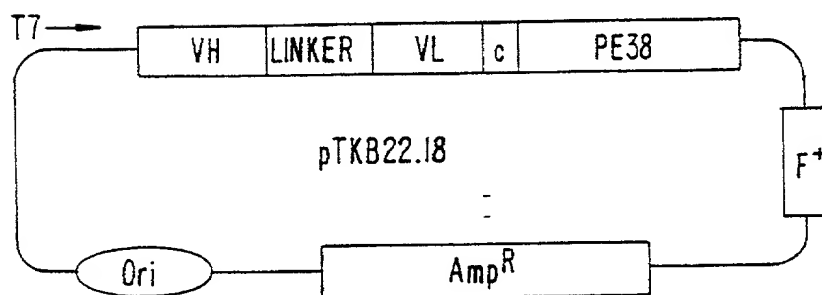 T7
VH LINKER VL c PE38
pTKB22.18
F+
Ori
AmpR